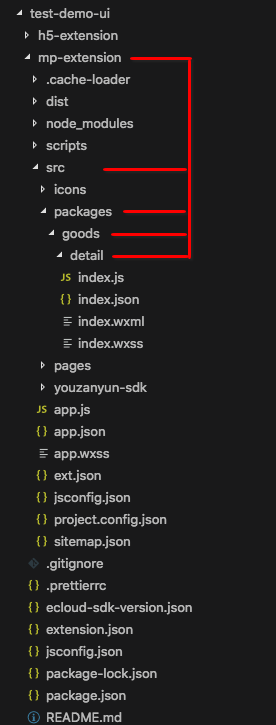 test-demo-ui
h5-extension
mp-extension
.cache-loader
dist
node_modules
scripts
src
icons
packages
goods
detail
JS index.js
{ } index.json
index.wxml
index.wxss
pages
youzanyun-sdk
JS app.js
{ } app.json
app.wxss
{ } ext.json
{ } jsconfig.json
{ } project.config.json
{ } sitemap.json
.gitignore
{ } .prettierrc
{ } ecloud-sdk-version.json
{ } extension.json
{ } jsconfig.json
{ } package-lock.json
{ } package.json
README.md